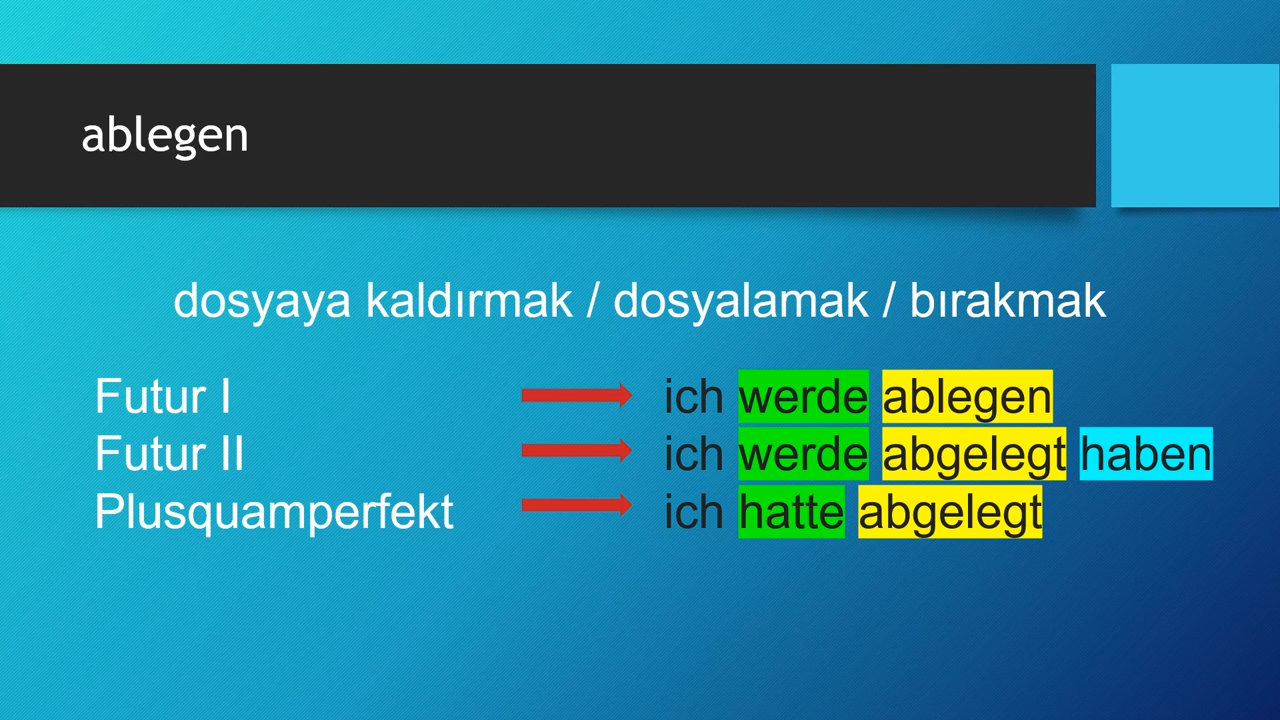 ablegen
dosyaya kaldırmak / dosyalamak / bırakmak
Futur I ich werde ablegen
Futur II ich werde abgelegt haben
Plusquamperfekt ich hatte abgelegt